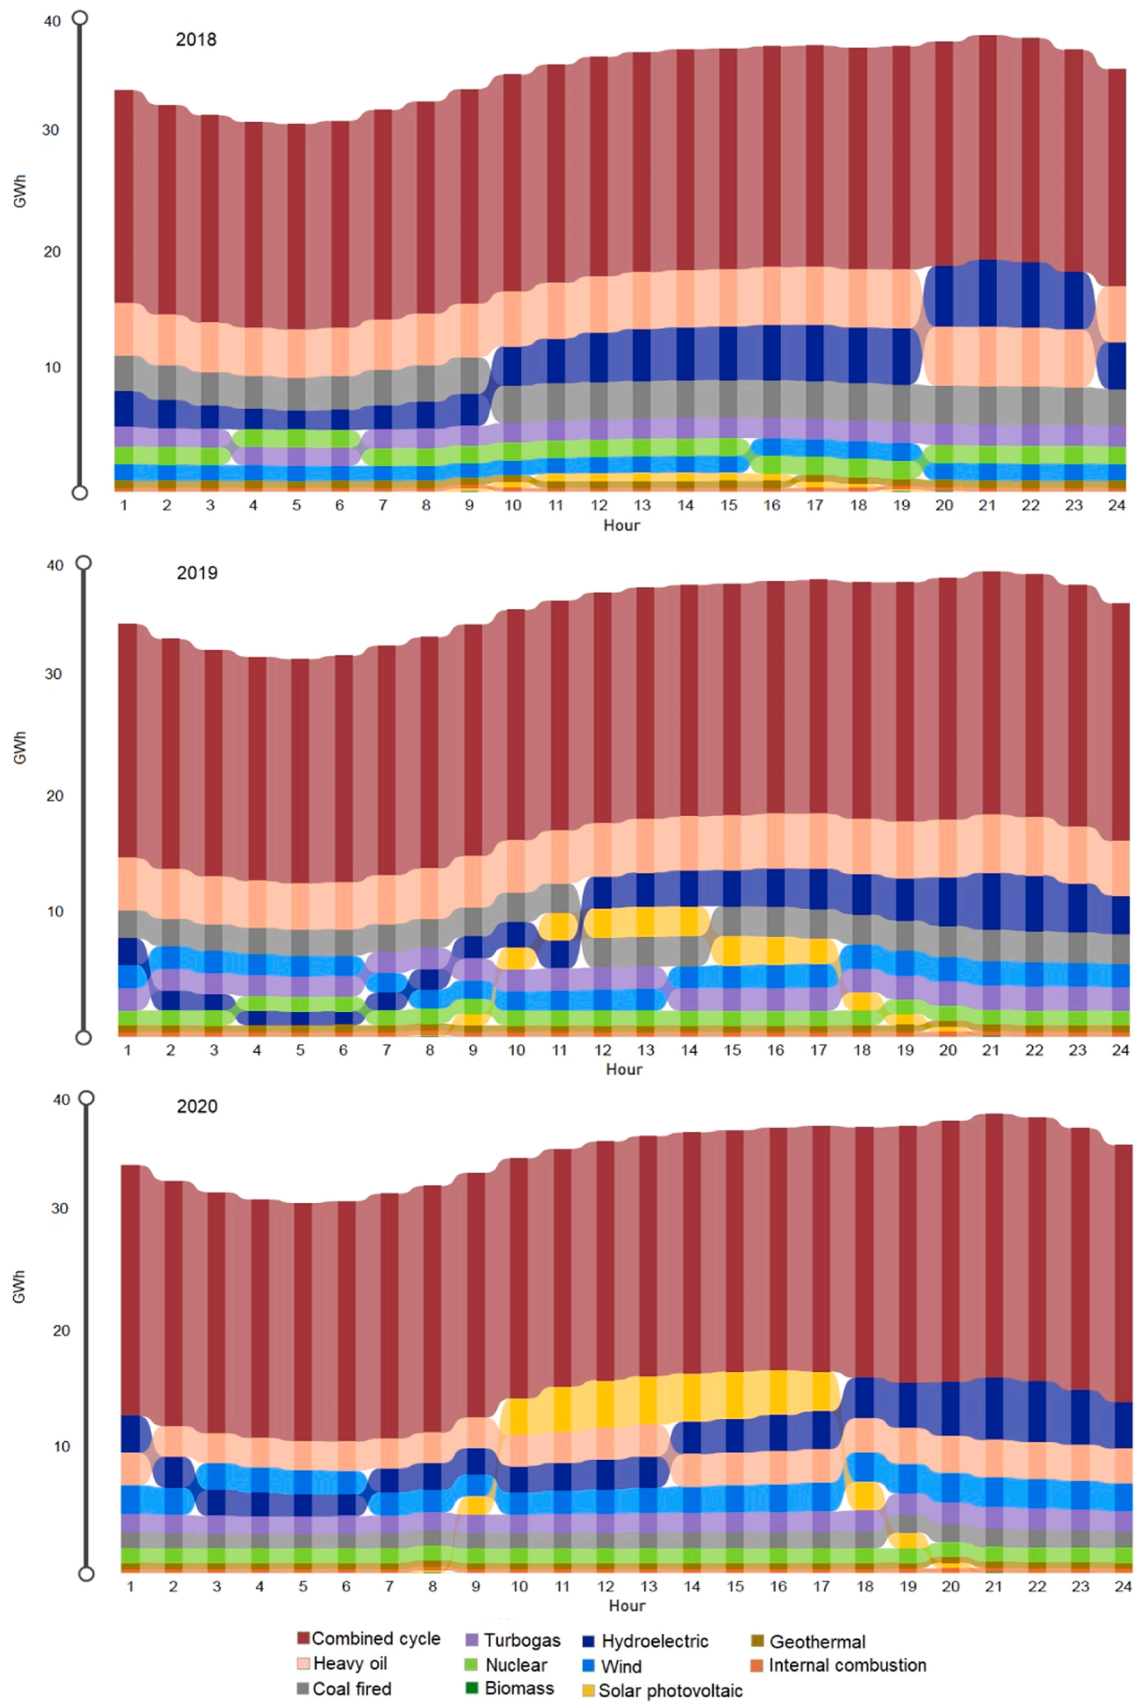 40
2018
30
GWh
20
10
1 2 3 4 5 6 7 8 9 10 11 12 13 14 15 16 17 18 19 20 21 22 23 24
Hour
40
2019
30
GWh
20
10
1 2 3 4 5 6 7 8 9 10 11 12 13 14 15 16 17 18 19 20 21 22 23 24
Hour
40
2020
30
GWh
20
10
1 2 3 4 5 6 7 8 9 10 11 12 13 14 15 16 17 18 19 20 21 22 23 24
Hour
Combined cycle Turbogas Hydroelectric Geothermal
Heavy oil Nuclear Wind Internal combustion
Coal fired Biomass Solar photovoltaic